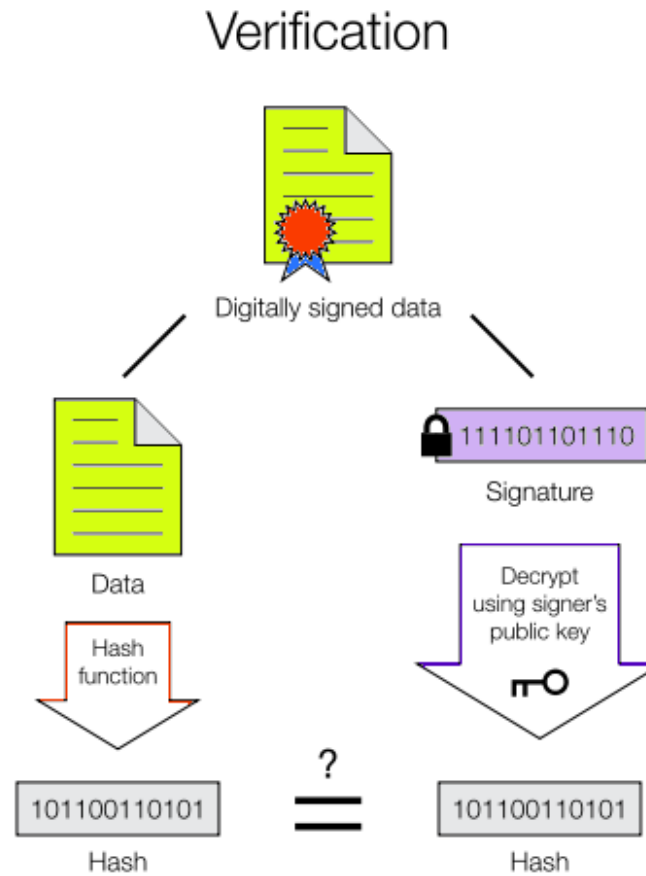 Verification
Digitally signed data
111101101110
Signature
Data
Hash
function
Decrypt
using signer's
public key
?
=
101100110101
101100110101
Hash
Hash